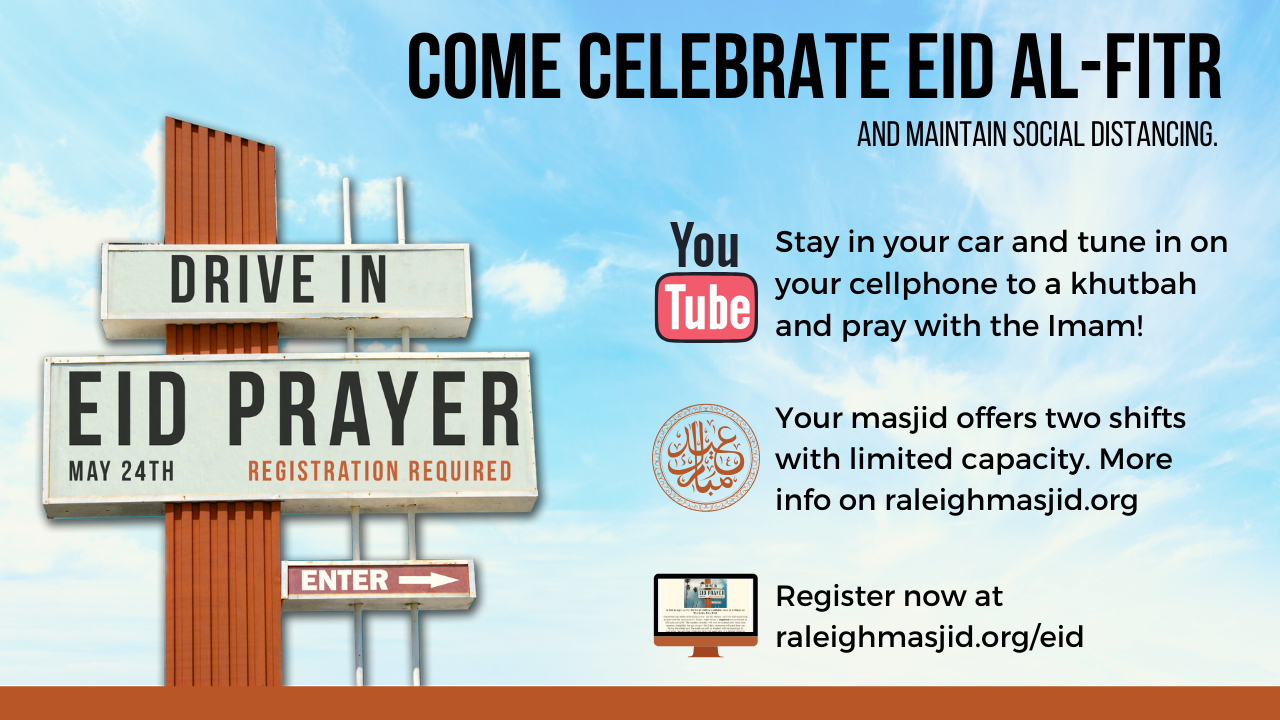 COME CELEBRATE EID AL-FITR
AND MAINTAIN SOCIAL DISTANCING.
DRIVE IN
EID PRAYER
MAY 24TH REGISTRATION REQUIRED
ENTER
You
Tube
Stay in your car and tune in on
your cellphone to a khutbah
and pray with the Imam!
عيد
مبارك
Your masjid offers two shifts
with limited capacity. More
info on raleighmasjid.org
Register now at
raleighmasjid.org/eid